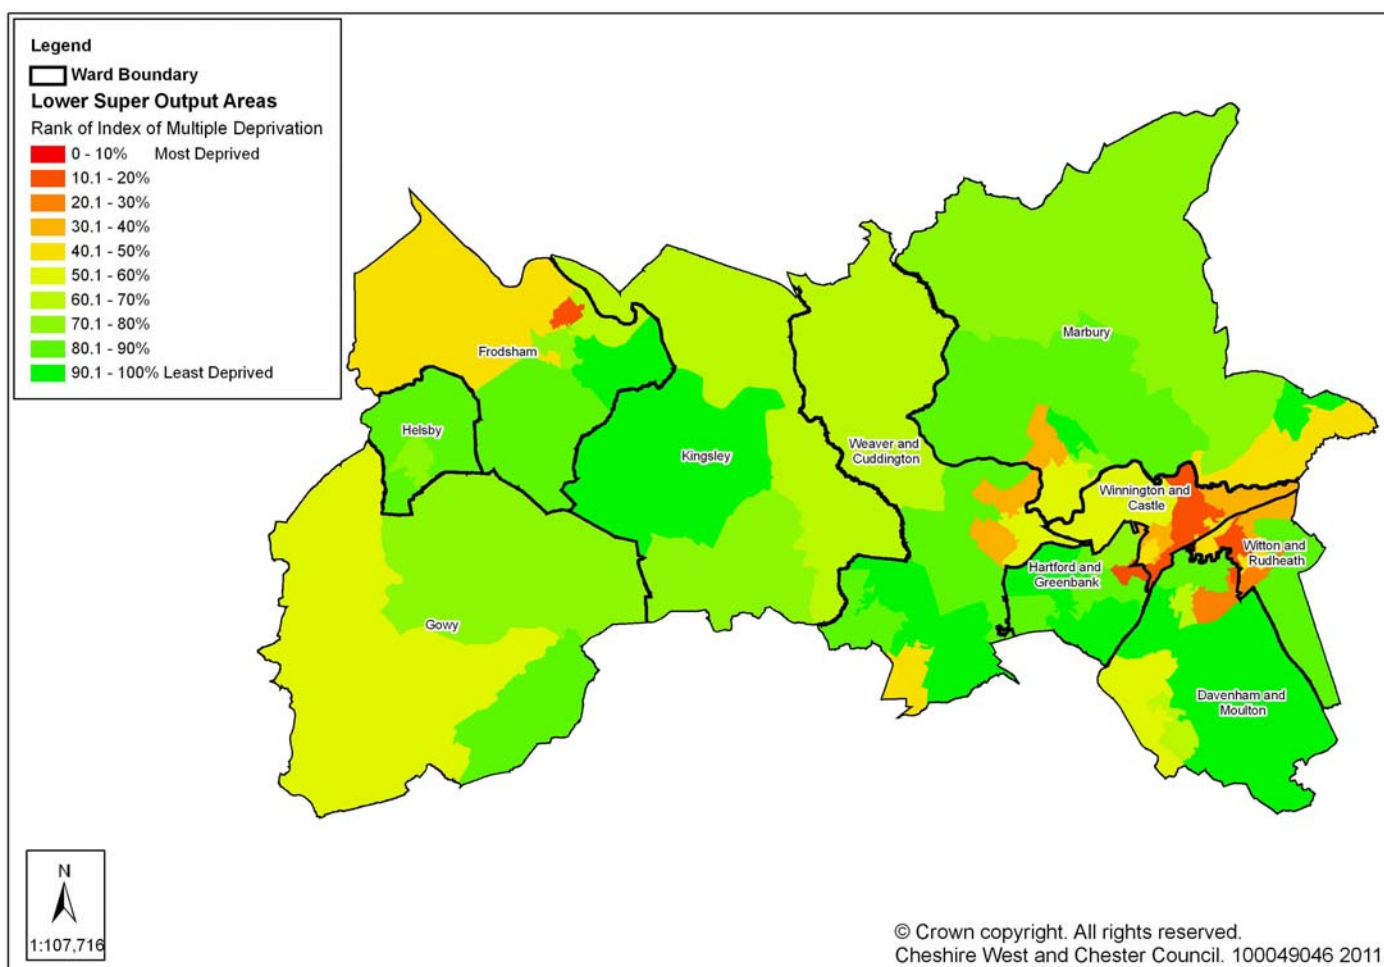 Legend
Ward Boundary
Lower Super Output Areas
Rank of Index of Multiple Deprivation
0 - 10% Most Deprived
10.1 - 20%
20.1 - 30%
30.1 - 40%
40.1 - 50%
50.1 - 60%
60.1 - 70%
70.1 - 80%
80.1 - 90%
90.1 - 100% Least Deprived
Marbury
Frodsham
Helsby
Kingsley
Weaver and
Cuddington
Winnington and
Castle
Witton and
Rudheath
Hartford and
Greenbank
Gowy
Davenham and
Moulton
N
1:107,716
© Crown copyright. All rights reserved.
Cheshire West and Chester Council. 100049046 2011